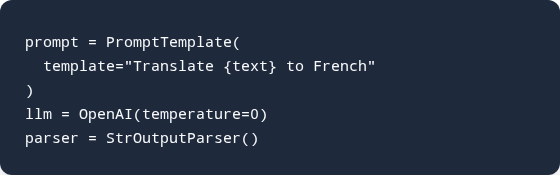 prompt = PromptTemplate(
  template="Translate {text} to French"
)
llm = OpenAI(temperature=0)
parser = StrOutputParser()